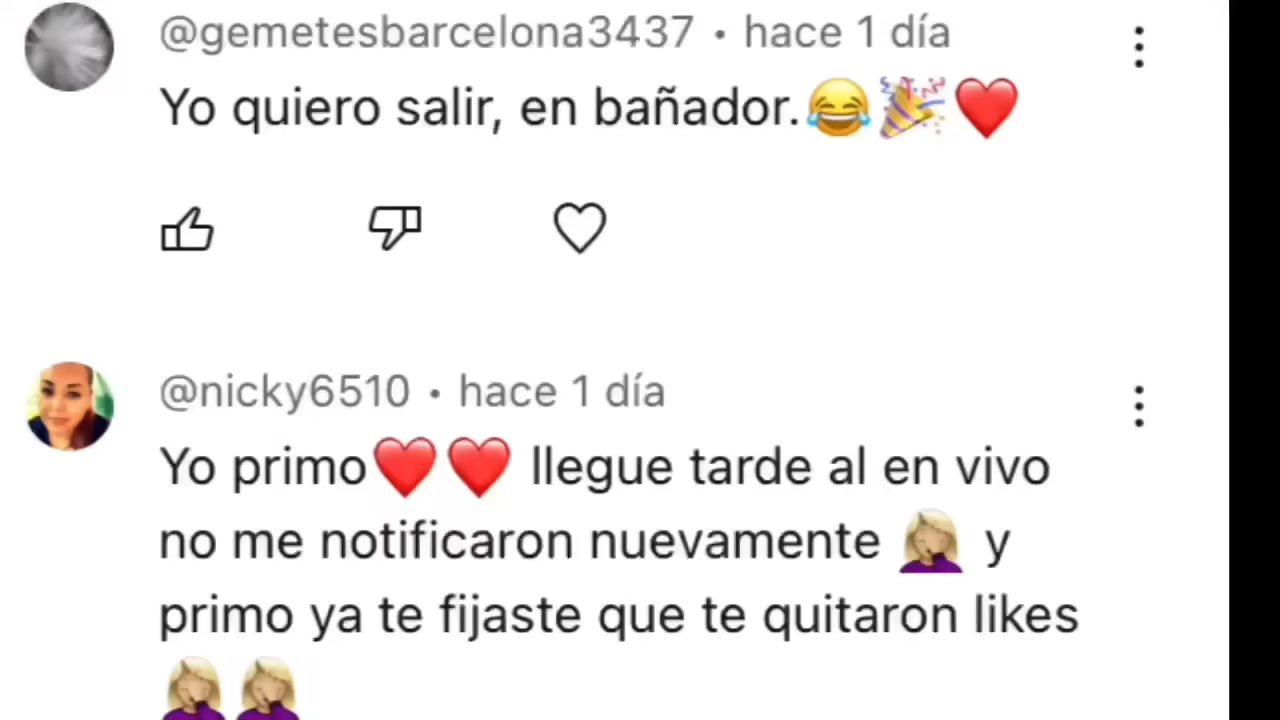 @gemetesbarcelona3437 • hace 1 día
Yo quiero salir, en bañador.😂🎉❤️
@nicky6510 • hace 1 día
Yo primo❤️❤️ llegue tarde al en vivo
no me notificaron nuevamente 🤦🏼‍♀️ y
primo ya te fijaste que te quitaron likes
🤦🏼‍♀️🤦🏼‍♀️